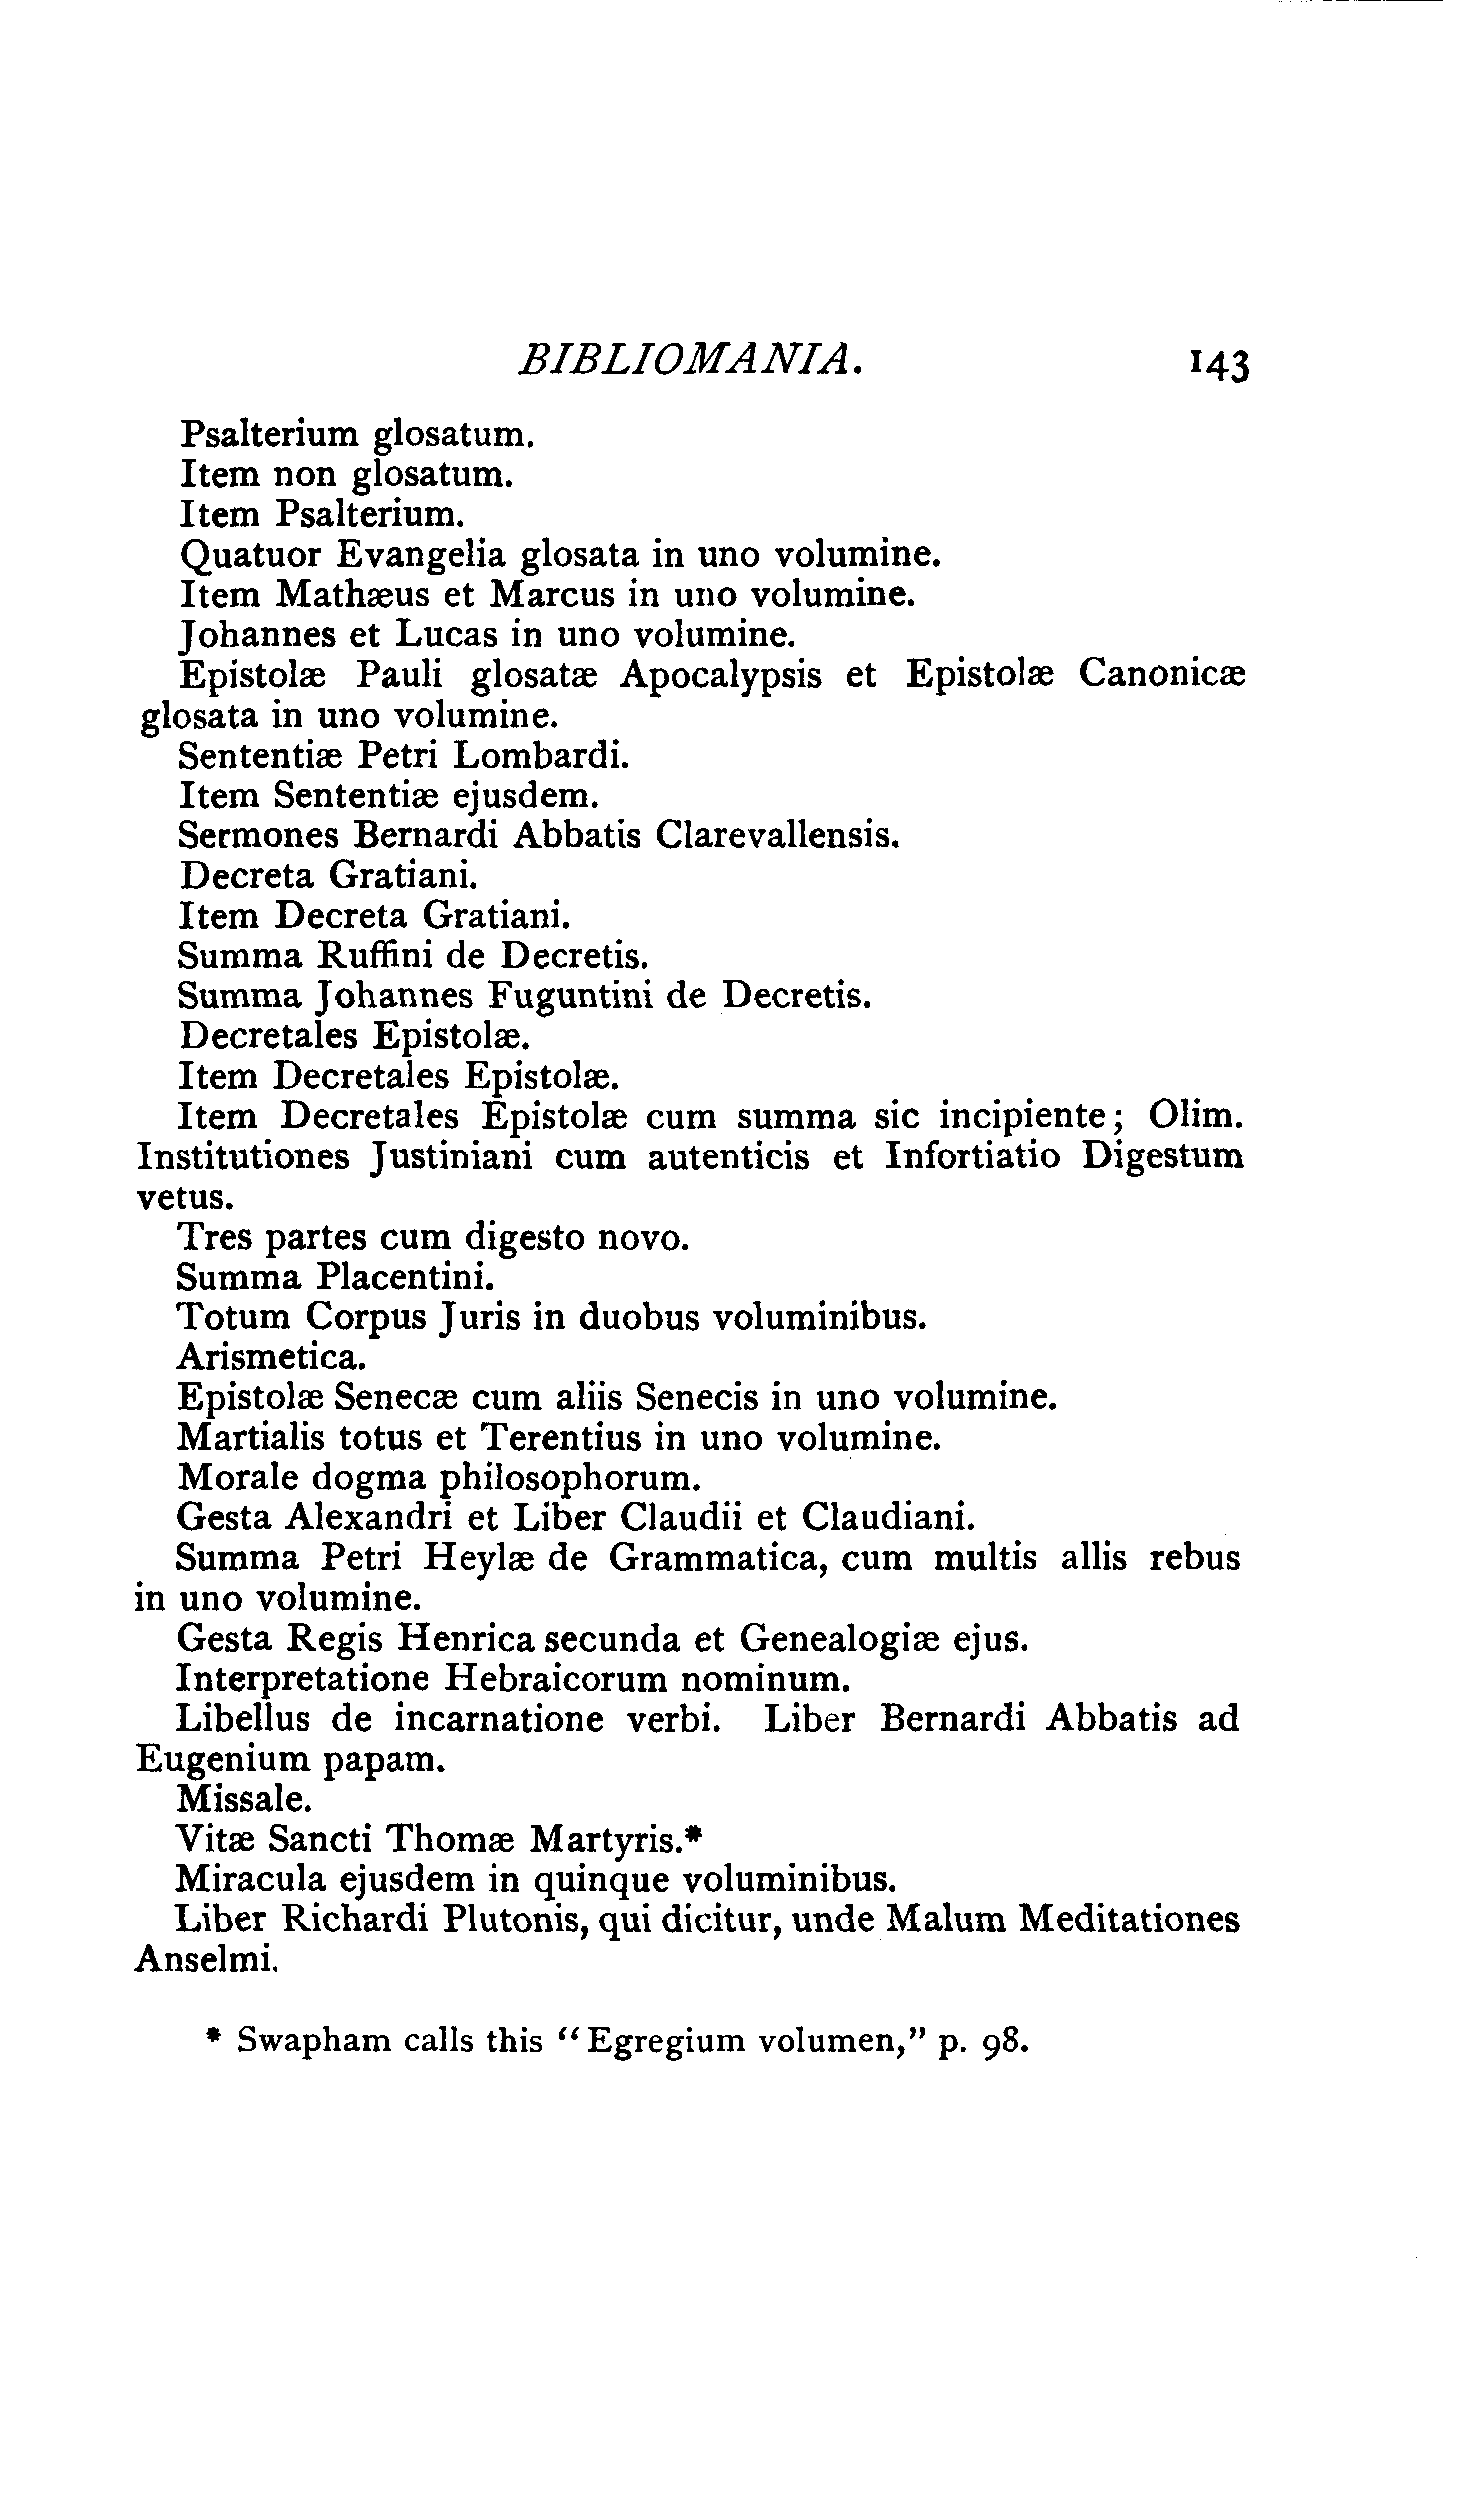 BIBLIOMANIA. 143
Psalterium glosatum.
Item non glosatum.
Item Psalterium.
Quatuor Evangelia glosata in uno volumine.
Item Mathæus et Marcus in uno volumine.
Johannes et Lucas in uno volumine.
Epistolæ Pauli glosatæ Apocalypsis et Epistolæ Canonicæ
glosata in uno volumine.
Sententiæ Petri Lombardi.
Item Sententiæ ejusdem.
Sermones Bernardi Abbatis Clarevallensis.
Decreta Gratiani.
Item Decreta Gratiani.
Summa Ruffini de Decretis.
Summa Johannes Fuguntini de Decretis.
Decretales Epistolæ.
Item Decretales Epistolæ.
Item Decretales Epistolæ cum summa sic incipiente; Olim.
Institutiones Justiniani cum autenticis et Infortiatio Digestum
vetus.
Tres partes cum digesto novo.
Summa Placentini.
Totum Corpus Juris in duobus voluminibus.
Arismetica.
Epistolæ Senecæ cum aliis Senecis in uno volumine.
Martialis totus et Terentius in uno volumine.
Morale dogma philosophorum.
Gesta Alexandri et Liber Claudii et Claudiani.
Summa Petri Heylæ de Grammatica, cum multis allis rebus
in uno volumine.
Gesta Regis Henrica secunda et Genealogiæ ejus.
Interpretatione Hebraicorum nominum.
Libellus de incarnatione verbi. Liber Bernardi Abbatis ad
Eugenium papam.
Missale.
Vitæ Sancti Thomæ Martyris.*
Miracula ejusdem in quinque voluminibus.
Liber Richardi Plutonis, qui dicitur, unde Malum Meditationes
Anselmi.
* Swapham calls this "Egregium volumen," p. 98.